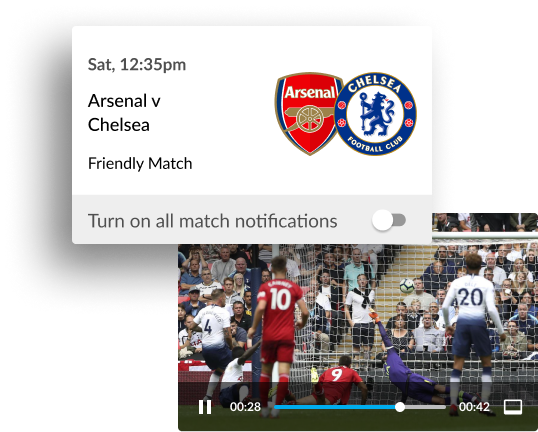 Sat, 12:35pm
Arsenal v
Chelsea
Friendly Match
Arsenal
CHELSEA
FOOTBALL CLUB
Turn on all match notifications
10
20
4
9
00:28
00:42